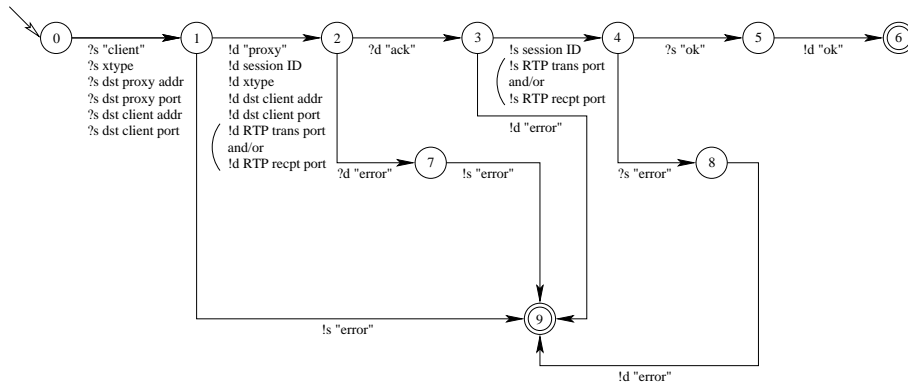 0
?s "client"
?s xtype
?s dst proxy addr
?s dst proxy port
?s dst client addr
?s dst client port
1
!d "proxy"
!d session ID
!d xtype
!d dst client addr
!d dst client port
!d RTP trans port
and/or
!d RTP recpt port
2
?d "ack"
3
!s session ID
!s RTP trans port
and/or
!s RTP recpt port
4
?s "ok"
5
!d "ok"
6
!d "error"
?d "error"
7
!s "error"
?s "error"
8
9
!s "error"
!d "error"